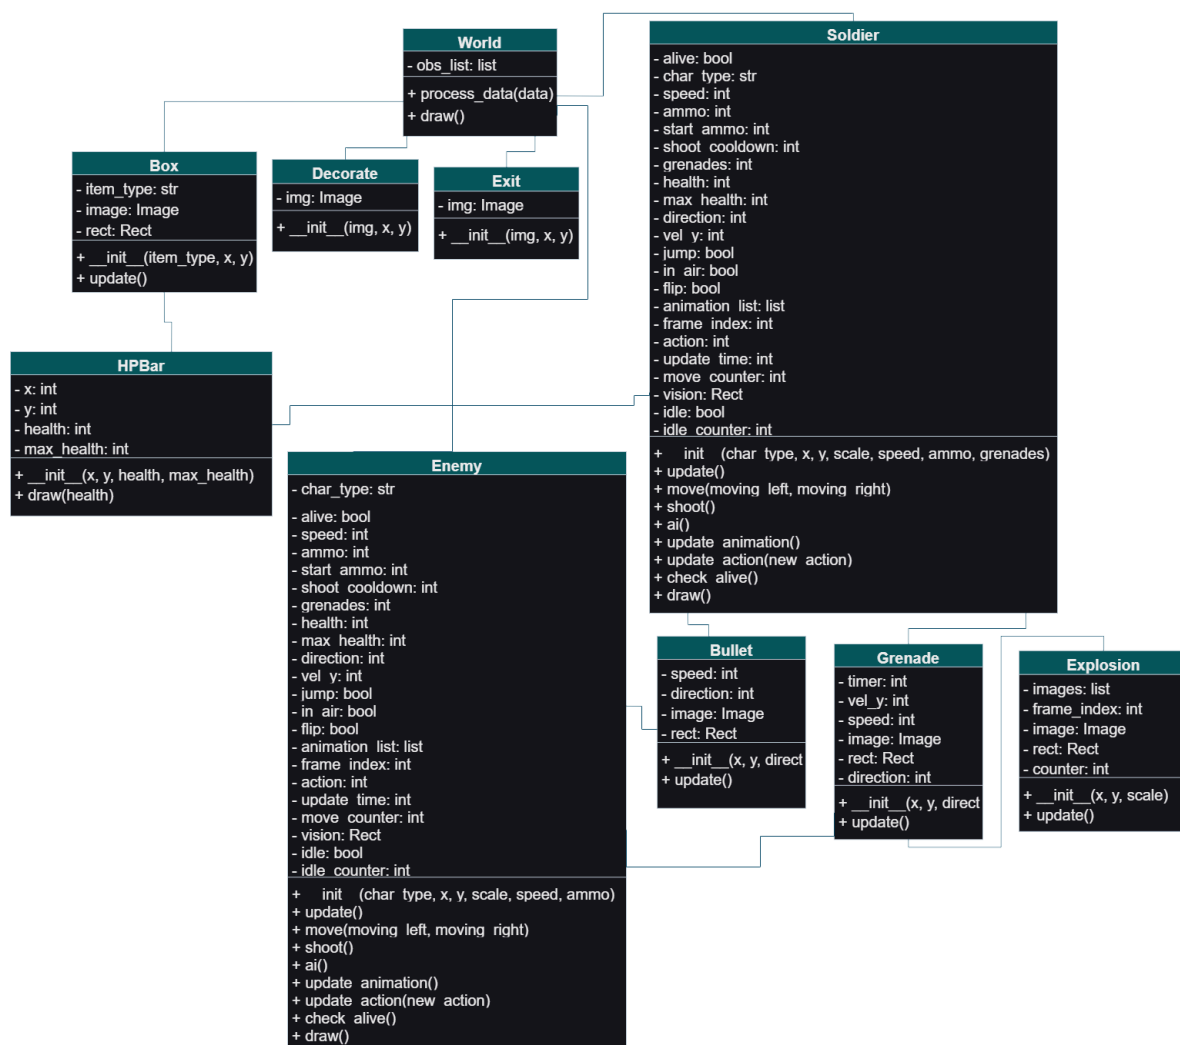 World
- obs_list: list
+ process_data(data)
+ draw()
Soldier
- alive: bool
- char_type: str
- speed: int
- ammo: int
- start_ammo: int
- shoot_cooldown: int
- grenades: int
- health: int
- max_health: int
- direction: int
- vel_y: int
- jump: bool
- in_air: bool
- flip: bool
- animation_list: list
- frame_index: int
- action: int
- update_time: int
- move_counter: int
- vision: Rect
- idle: bool
- idle_counter: int
+ __init__(char_type, x, y, scale, speed, ammo, grenades)
+ update()
+ move(moving_left, moving_right)
+ shoot()
+ ai()
+ update_animation()
+ update_action(new_action)
+ check_alive()
+ draw()
Box
- item_type: str
- image: Image
- rect: Rect
+ __init__(item_type, x, y)
+ update()
Decorate
- img: Image
+ __init__(img, x, y)
Exit
- img: Image
+ __init__(img, x, y)
HPBar
- x: int
- y: int
- health: int
- max_health: int
+ __init__(x, y, health, max_health)
+ draw(health)
Enemy
- char_type: str
- alive: bool
- speed: int
- ammo: int
- start_ammo: int
- shoot_cooldown: int
- grenades: int
- health: int
- max_health: int
- direction: int
- vel_y: int
- jump: bool
- in_air: bool
- flip: bool
- animation_list: list
- frame_index: int
- action: int
- update_time: int
- move_counter: int
- vision: Rect
- idle: bool
- idle_counter: int
+ __init__(char_type, x, y, scale, speed, ammo)
+ update()
+ move(moving_left, moving_right)
+ shoot()
+ ai()
+ update_animation()
+ update_action(new_action)
+ check_alive()
+ draw()
Bullet
- speed: int
- direction: int
- image: Image
- rect: Rect
+ __init__(x, y, direct
+ update()
Grenade
- timer: int
- vel_y: int
- speed: int
- image: Image
- rect: Rect
- direction: int
+ __init__(x, y, direct
+ update()
Explosion
- images: list
- frame_index: int
- image: Image
- rect: Rect
- counter: int
+ __init__(x, y, scale)
+ update()